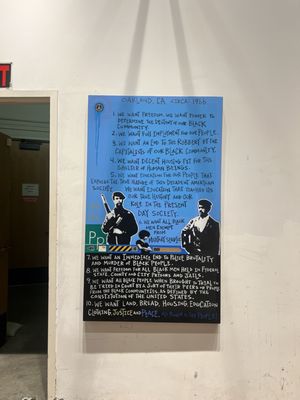 OAKLAND, CA CIRCA: 1966
1. WE WANT FREEDOM. WE WANT POWER TO
DETERMINE THE DESTINY OF OUR BLACK
COMMUNITY.
2. WE WANT FULL EMPLOYMENT FOR OUR PEOPLE.
3. WE WANT AN END TO THE ROBBERY BY THE
CAPITALISTS OF OUR BLACK COMMUNITY.
4. WE WANT DECENT HOUSING FIT FOR THE
SHELTER OF HUMAN BEINGS.
5. WE WANT EDUCATION FOR OUR PEOPLE THAT
EXPOSES THE TRUE NATURE OF THIS DECADENT AMERICAN
SOCIETY. WE WANT EDUCATION THAT TEACHES US
OUR TRUE HISTORY AND OUR
ROLE IN THE PRESENT
DAY SOCIETY.
6. WE WANT ALL BLACK
MEN EXEMPT
FROM
MILITARY SERVICE
7. WE WANT AN IMMEDIATE END TO POLICE BRUTALITY
AND MURDER OF BLACK PEOPLE.
8. WE WANT FREEDOM FOR ALL BLACK MEN HELD IN FEDERAL
STATE, COUNTY AND CITY PRISONS AND JAILS.
9. WE WANT ALL BLACK PEOPLE WHEN BROUGHT TO TRIAL TO
BE TRIED IN COURT BY A JURY OF THEIR PEERS OR PEOPLE
FROM THE BLACK COMMUNITIES, AS DEFINED BY THE
CONSTITUTION OF THE UNITED STATES.
10. WE WANT LAND, BREAD, HOUSING, EDUCATION
CLOTHING, JUSTICE AND PEACE.